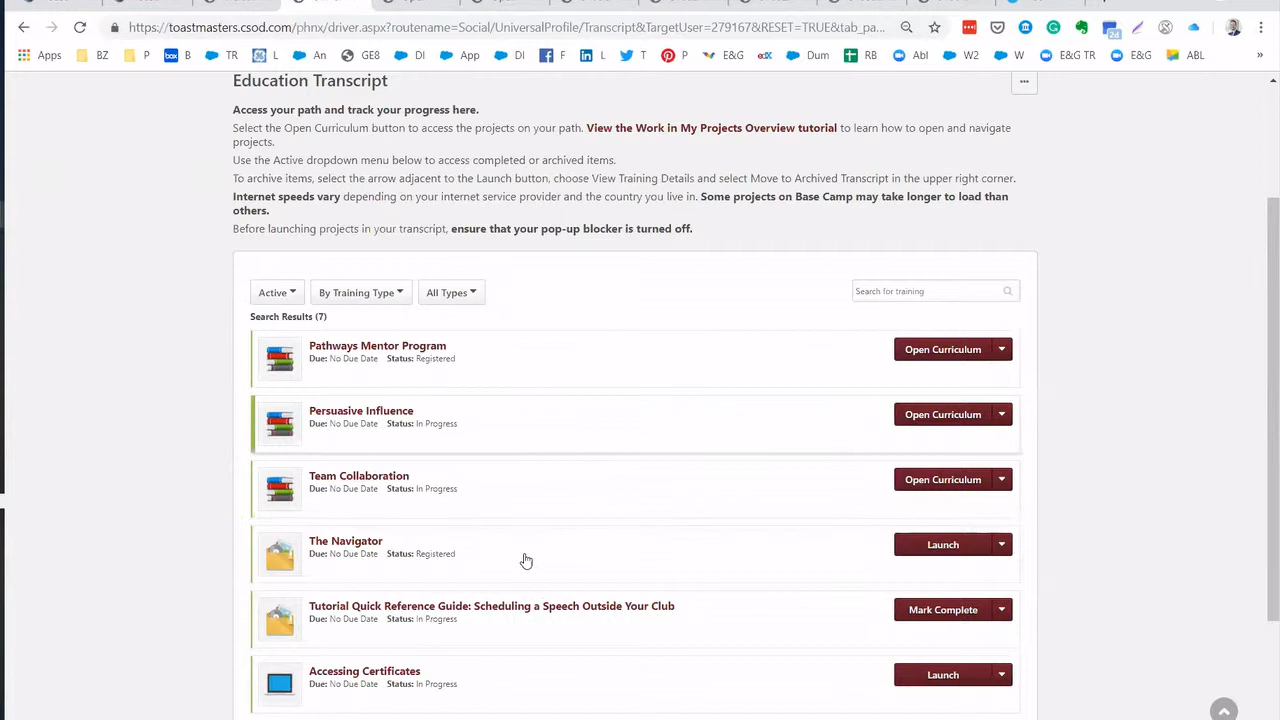 https://toastmasters.csod.com/phnx/driver.aspx?routename=Social/UniversalProfile/Transcript&TargetUser=279167&RESET=TRUE&tab_pa...
2d
Apps BZ P B TR L An GE8 DI App DI F L T P E&G X Dum RB Abl W2 W E&G TR E&G ABL »
Education Transcript
...
Access your path and track your progress here.
Select the Open Curriculum button to access the projects on your path. View the Work in My Projects Overview tutorial to learn how to open and navigate
projects.
Use the Active dropdown menu below to access completed or archived items.
To archive items, select the arrow adjacent to the Launch button, choose View Training Details and select Move to Archived Transcript in the upper right corner.
Internet speeds vary depending on your internet service provider and the country you live in. Some projects on Base Camp may take longer to load than
others.
Before launching projects in your transcript, ensure that your pop-up blocker is turned off.
Active By Training Type All Types Search for training
Search Results (7)
Pathways Mentor Program
Due: No Due Date Status: Registered
Open Curriculum
Persuasive Influence
Due: No Due Date Status: In Progress
Open Curriculum
Team Collaboration
Due: No Due Date Status: In Progress
Open Curriculum
The Navigator
Due: No Due Date Status: Registered
Launch
Tutorial Quick Reference Guide: Scheduling a Speech Outside Your Club
Due: No Due Date Status: In Progress
Mark Complete
Accessing Certificates
Due: No Due Date Status: In Progress
Launch